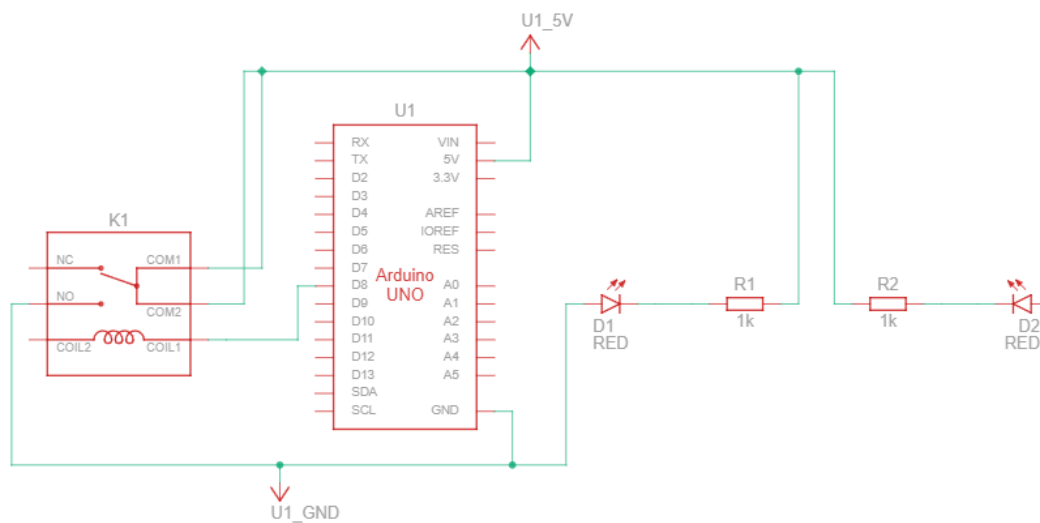 U1_5V
U1
RX
TX
D2
D3
D4
D5
D6
D7
D8
D9
D10
D11
D12
D13
SDA
SCL
VIN
5V
3.3V
AREF
IOREF
RES
A0
A1
A2
A3
A4
A5
GND
Arduino
UNO
K1
NC
COM1
NO
COM2
COIL2
COIL1
D1
RED
R1
1k
R2
1k
D2
RED
U1_GND